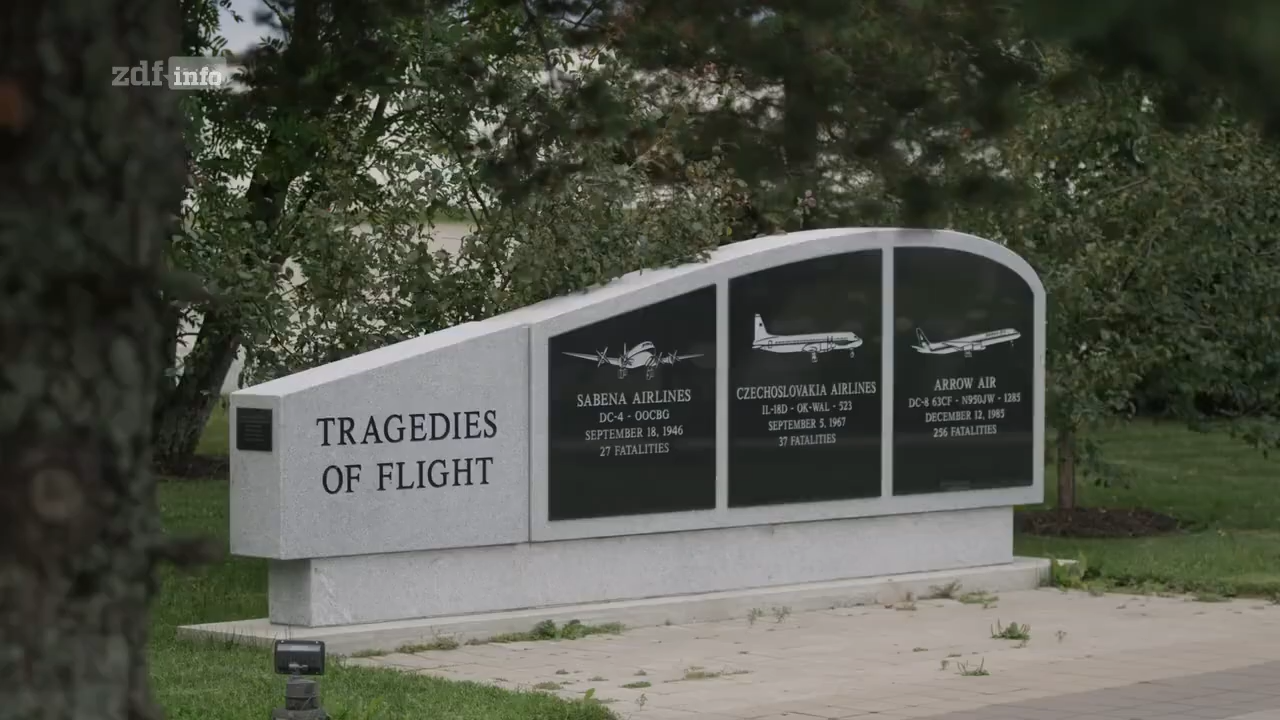 zdf info
TRAGEDIES
OF FLIGHT
SABENA AIRLINES
DC-4 - OOCBG
SEPTEMBER 18, 1946
27 FATALITIES
CZECHOSLOVAKIA AIRLINES
IL-18D - OK-WAL - 523
SEPTEMBER 5, 1967
37 FATALITIES
ARROW AIR
DC-8 63CF - N950JW - 1285
DECEMBER 12, 1985
256 FATALITIES